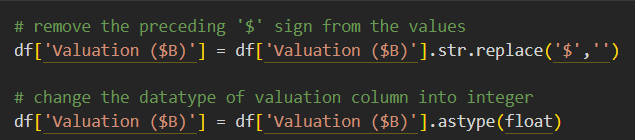 # remove the preceding '$' sign from the values
df['Valuation ($B)'] = df['Valuation ($B)'].str.replace('$','')
# change the datatype of valuation column into integer
df['Valuation ($B)'] = df['Valuation ($B)'].astype(float)